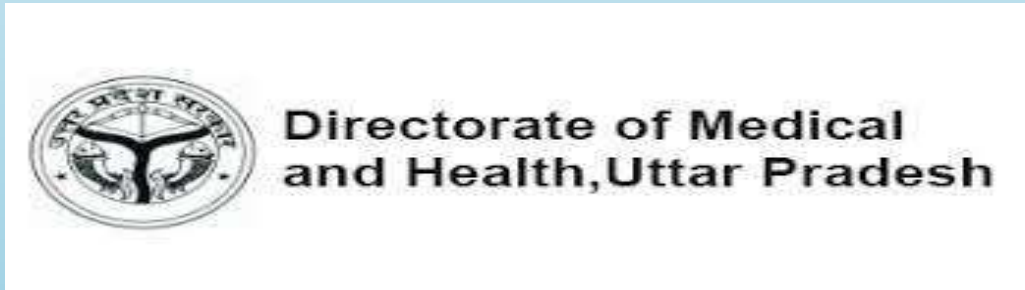 उत्तर प्रदेश सरकार
Directorate of Medical
and Health,Uttar Pradesh